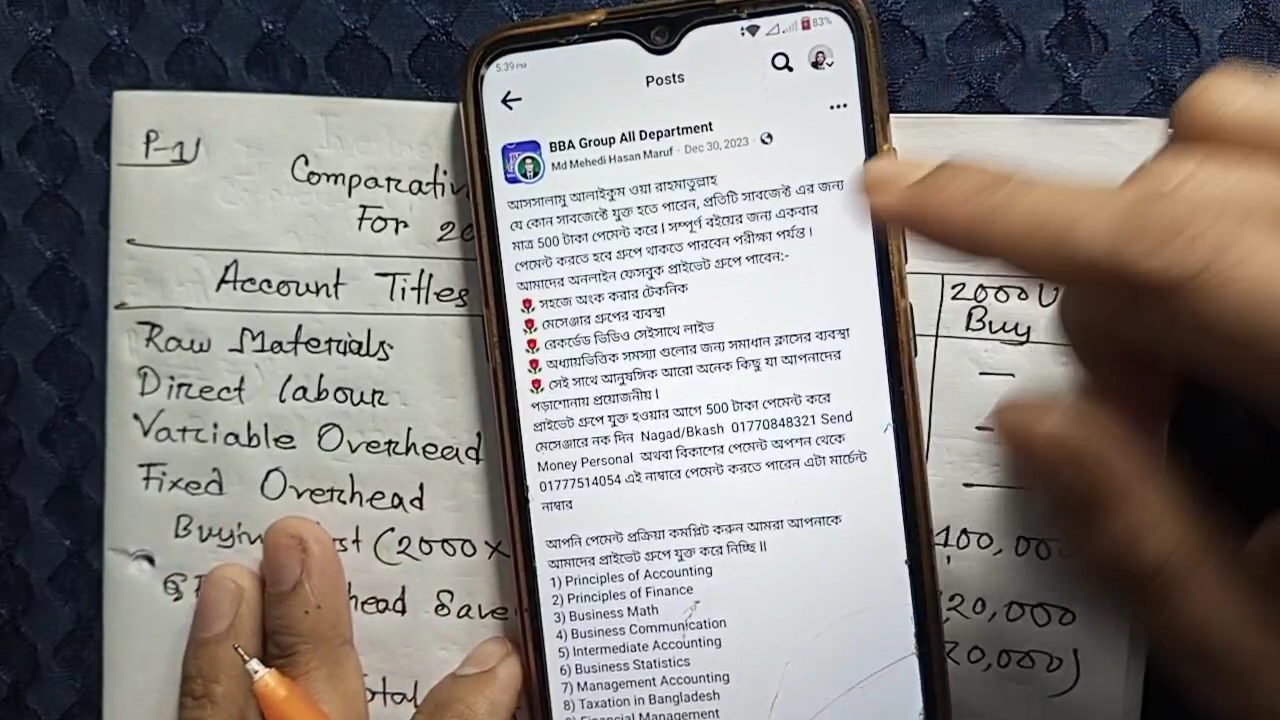 P-1
Comparativ
For 20
Account Titles
Raw Materials
Direct labour
Variable Overhead
Fixed Overhead
(2000 ×
head Save
otal
5:39 PM
83%
Posts
BBA Group All Department
Md Mehedi Hasan Maruf · Dec 30, 2023 ·
আসসালামু আলাইকুম ওয়া রাহমাতুল্লাহ
যে কোন সাবজেক্টে যুক্ত হতে পারেন, প্রতিটি সাবজেক্ট এর জন্য
মাত্র 500 টাকা পেমেন্ট করে। সম্পূর্ণ বইয়ের জন্য একবার
পেমেন্ট করতে হবে গ্রুপে থাকতে পারবেন পরীক্ষা পর্যন্ত।
আমাদের অনলাইন ফেসবুক প্রাইভেট গ্রুপে পাবেন:-
🌹 সহজে অংক করার টেকনিক
🌹 মেসেঞ্জার গ্রুপের ব্যবস্থা
🌹 রেকর্ডেড ভিডিও সেইসাথে লাইভ
🌹 অধ্যায়ভিত্তিক সমস্যা গুলোর জন্য সমাধান ক্লাসের ব্যবস্থা
🌹 সেই সাথে আনুষঙ্গিক আরো অনেক কিছু যা আপনাদের
পড়াশোনায় প্রয়োজনীয়।
প্রাইভেট গ্রুপে যুক্ত হওয়ার আগে 500 টাকা পেমেন্ট করে
মেসেঞ্জারে নক দিন Nagad/Bkash 01770848321 Send
Money Personal অথবা বিকাশের পেমেন্ট অপশন থেকে
01777514054 এই নাম্বারে পেমেন্ট করতে পারেন এটা মার্চেন্ট
নাম্বার
আপনি পেমেন্ট প্রক্রিয়া কমপ্লিট করুন আমরা আপনাকে
আমাদের প্রাইভেট গ্রুপে যুক্ত করে নিচ্ছি ॥
1) Principles of Accounting
2) Principles of Finance
3) Business Math
4) Business Communication
5) Intermediate Accounting
6) Business Statistics
7) Management Accounting
8) Taxation in Bangladesh
Financial Management
2000U
Buy
—
—
100,000
20,000
20,000)